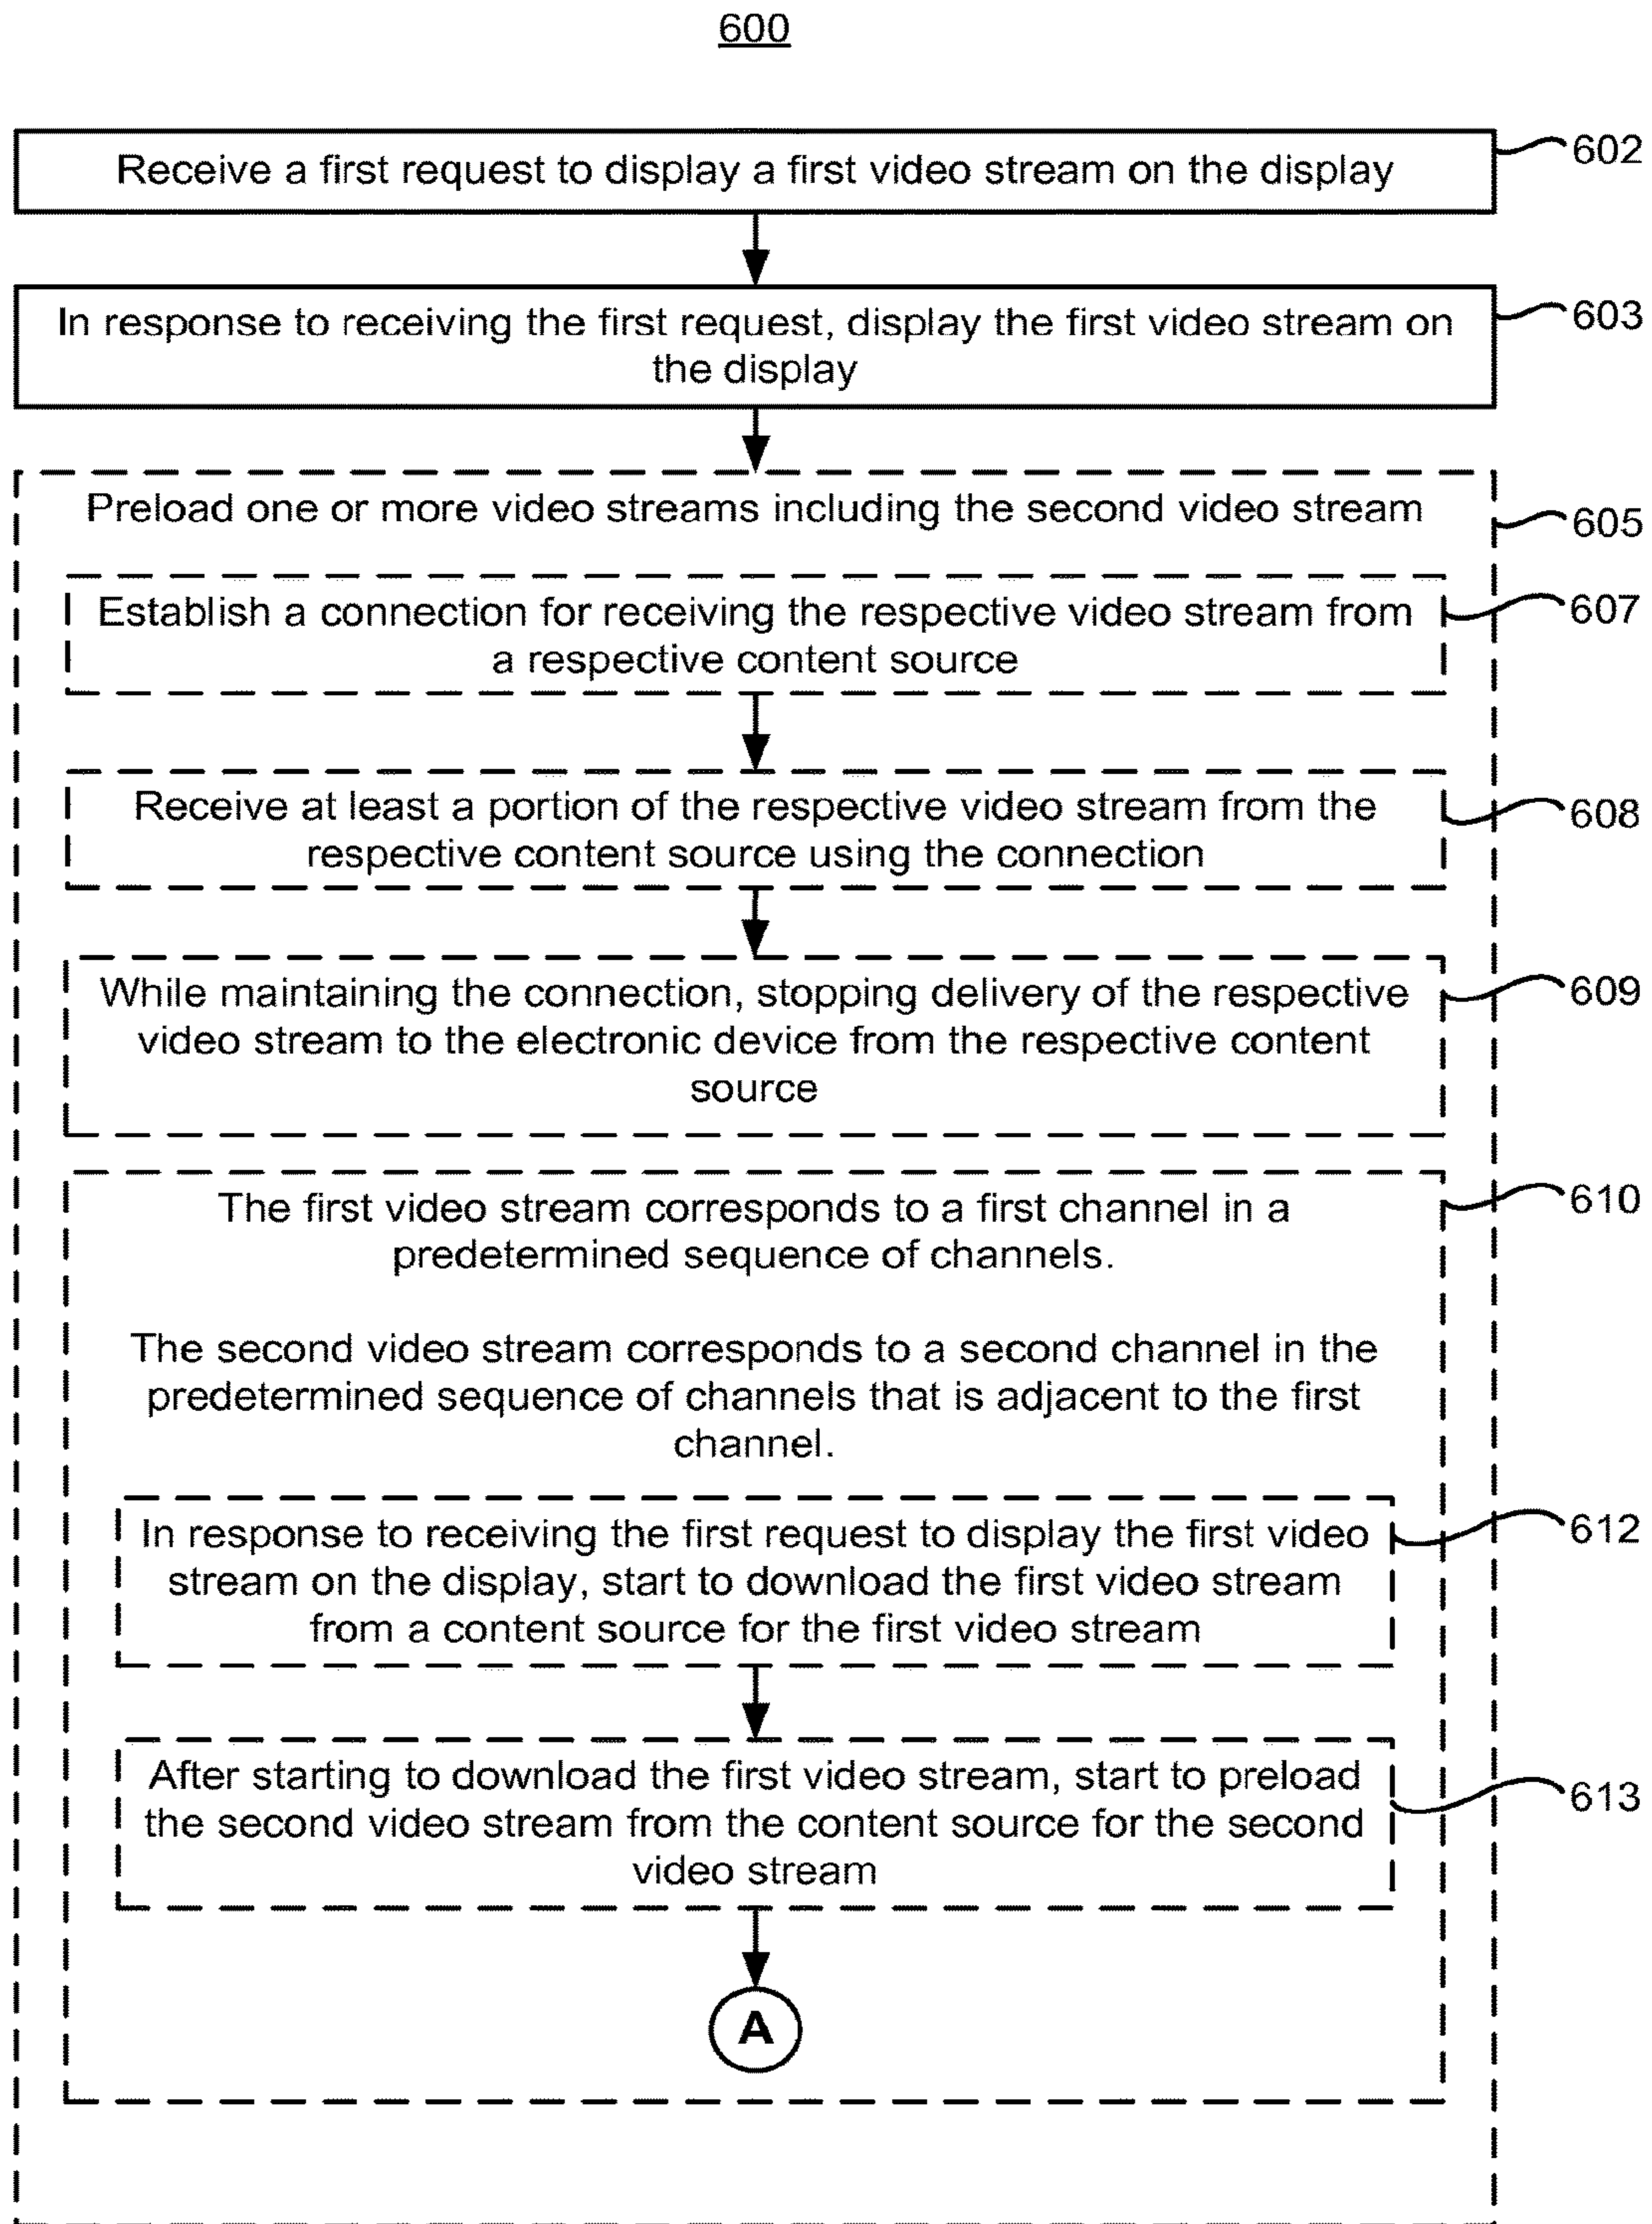 600
Receive a first request to display a first video stream on the display
602
In response to receiving the first request, display the first video stream on
the display
603
Preload one or more video streams including the second video stream
605
Establish a connection for receiving the respective video stream from
a respective content source
607
Receive at least a portion of the respective video stream from the
respective content source using the connection
608
While maintaining the connection, stopping delivery of the respective
video stream to the electronic device from the respective content
source
609
The first video stream corresponds to a first channel in a
predetermined sequence of channels.
610
The second video stream corresponds to a second channel in the
predetermined sequence of channels that is adjacent to the first
channel.
In response to receiving the first request to display the first video
stream on the display, start to download the first video stream
from a content source for the first video stream
612
After starting to download the first video stream, start to preload
the second video stream from the content source for the second
video stream
613
A